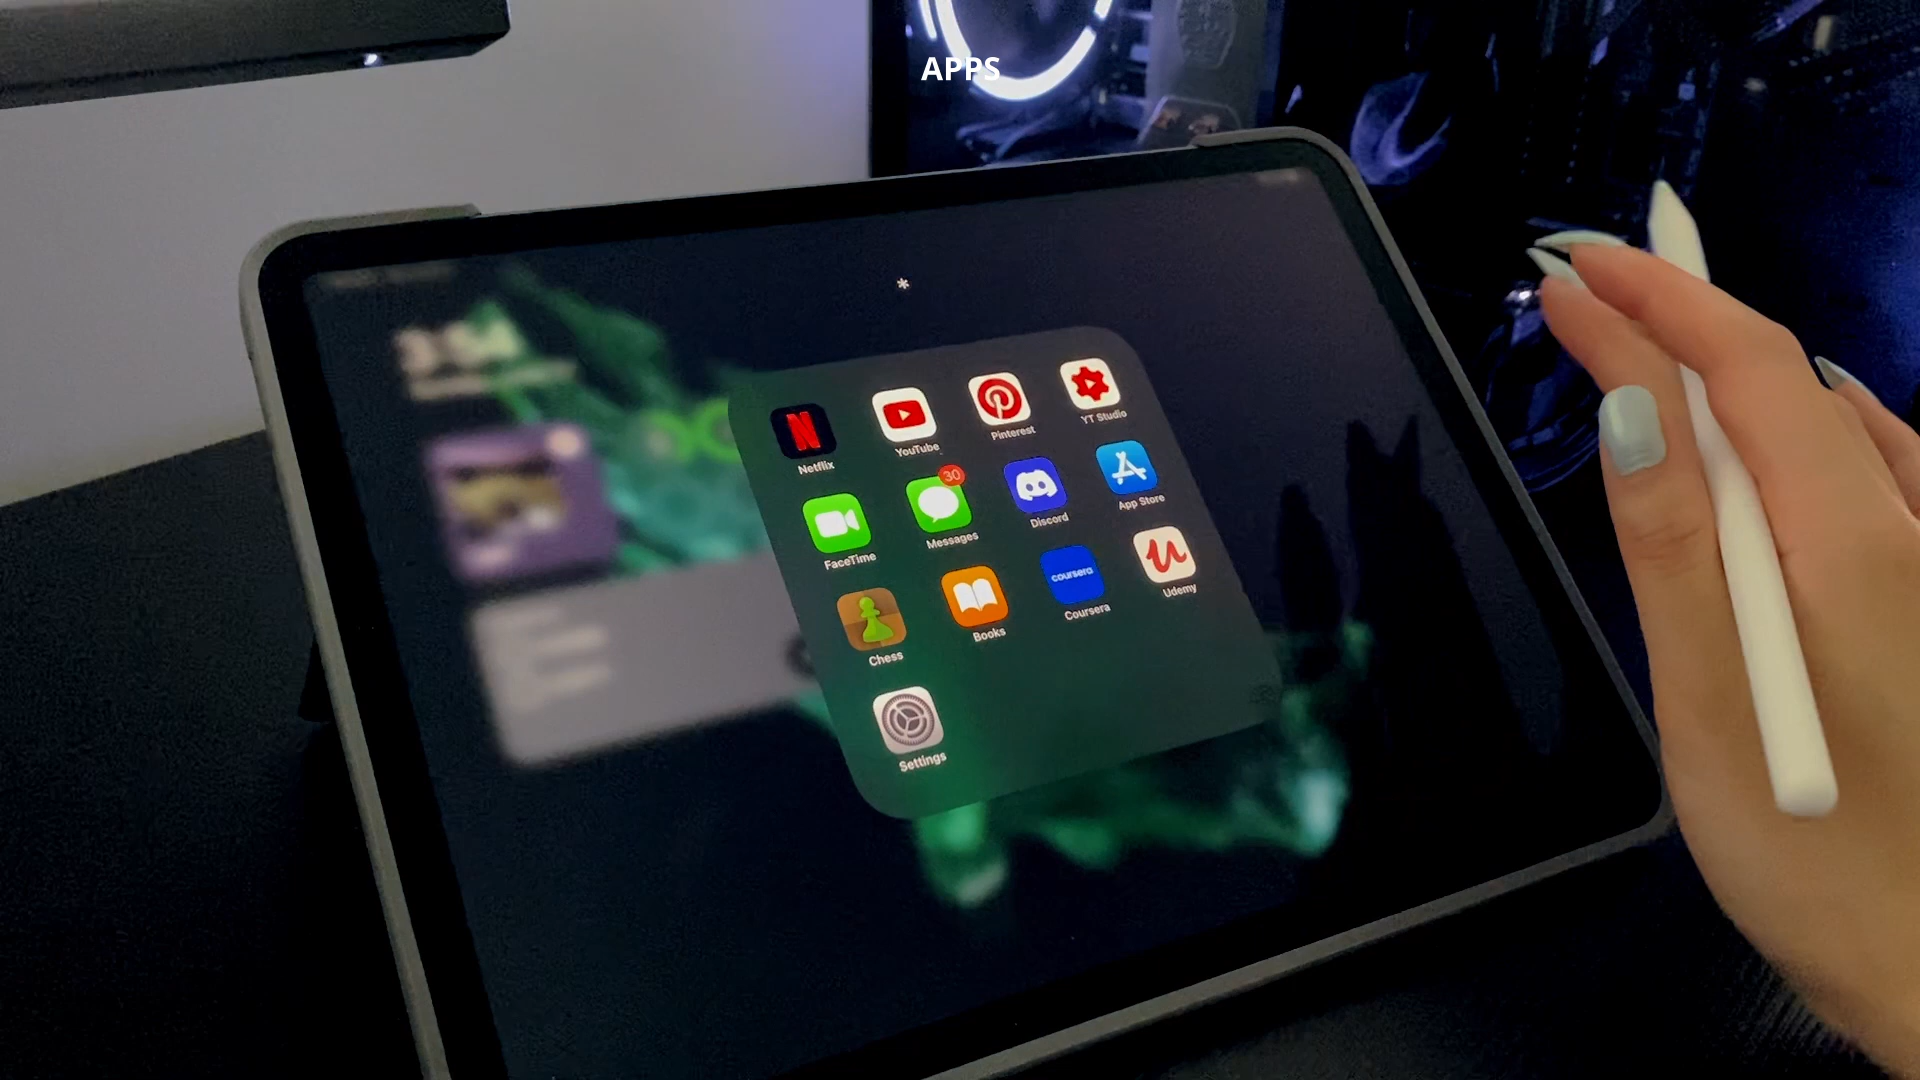 APPS
*
Netflix
YouTube
Pinterest
YT Studio
FaceTime
30
Messages
Discord
App Store
Chess
Books
coursera
Coursera
Udemy
Settings